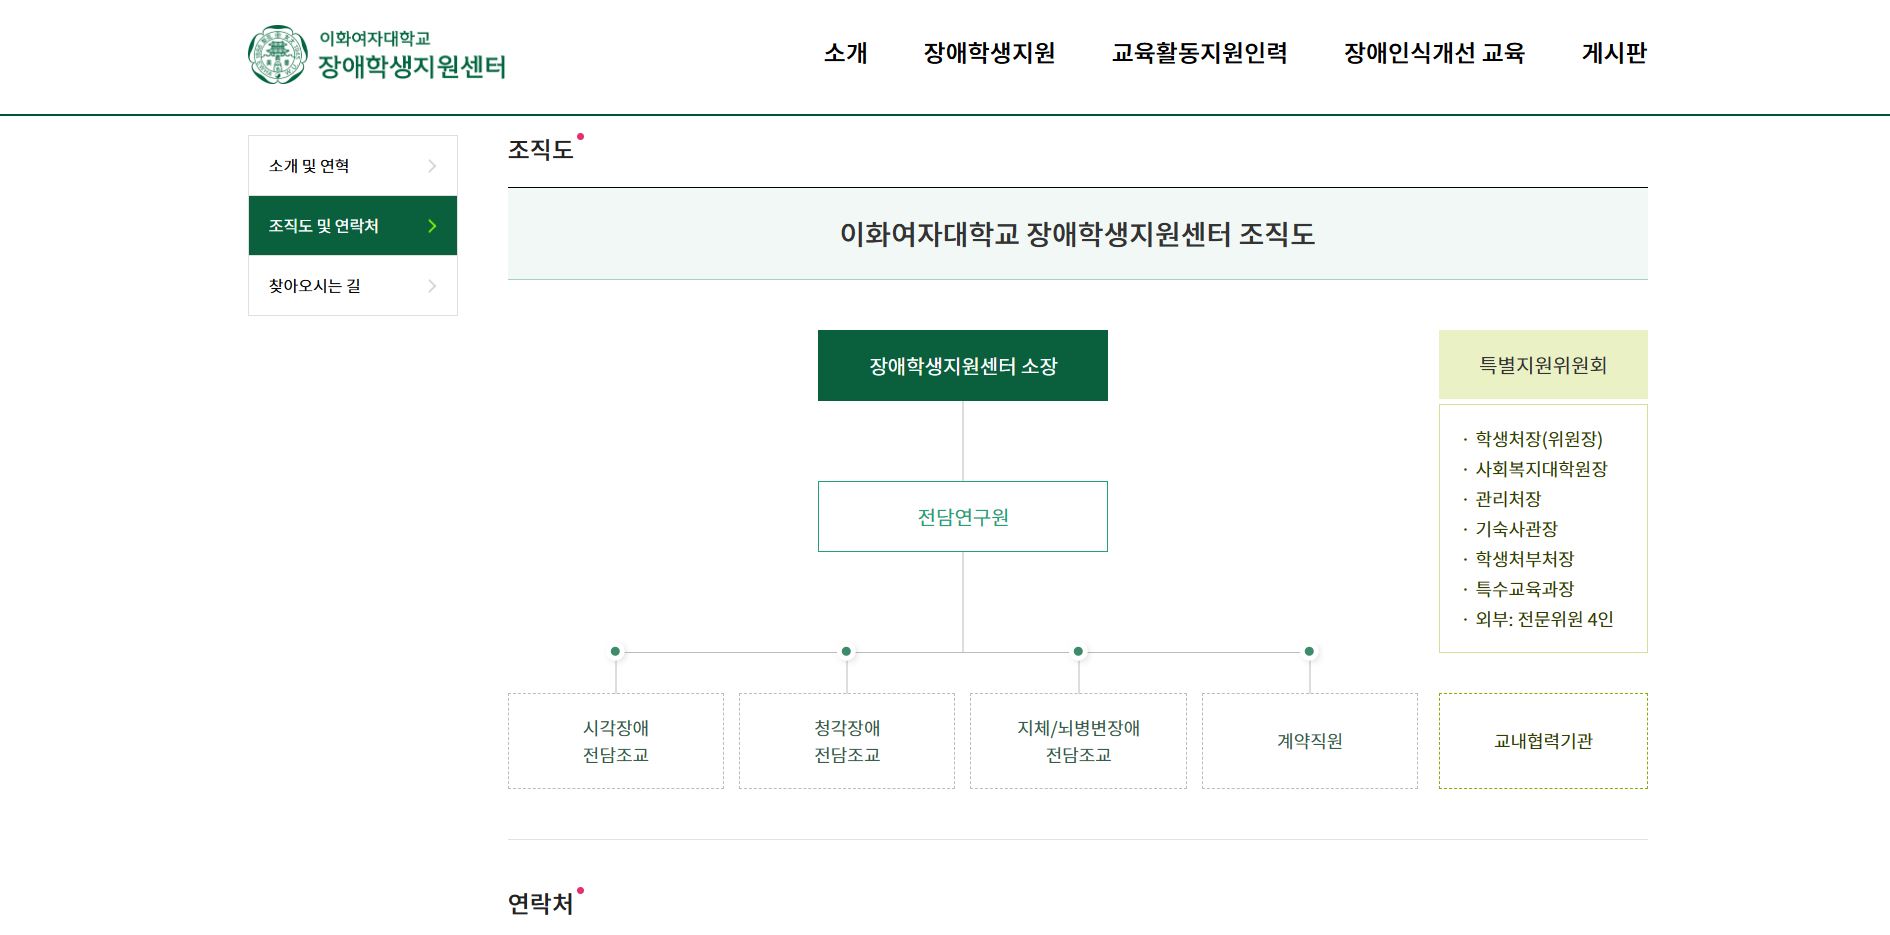 이화여자대학교
장애학생지원센터
소개 장애학생지원 교육활동지원인력 장애인식개선 교육 게시판
소개 및 연혁
조직도 및 연락처
찾아오시는 길
조직도
이화여자대학교 장애학생지원센터 조직도
장애학생지원센터 소장
전담연구원
시각장애
전담조교
청각장애
전담조교
지체/뇌병변장애
전담조교
계약직원
특별지원위원회
· 학생처장(위원장)
· 사회복지대학원장
· 관리처장
· 기숙사관장
· 학생처부처장
· 특수교육과장
· 외부: 전문위원 4인
교내협력기관
연락처